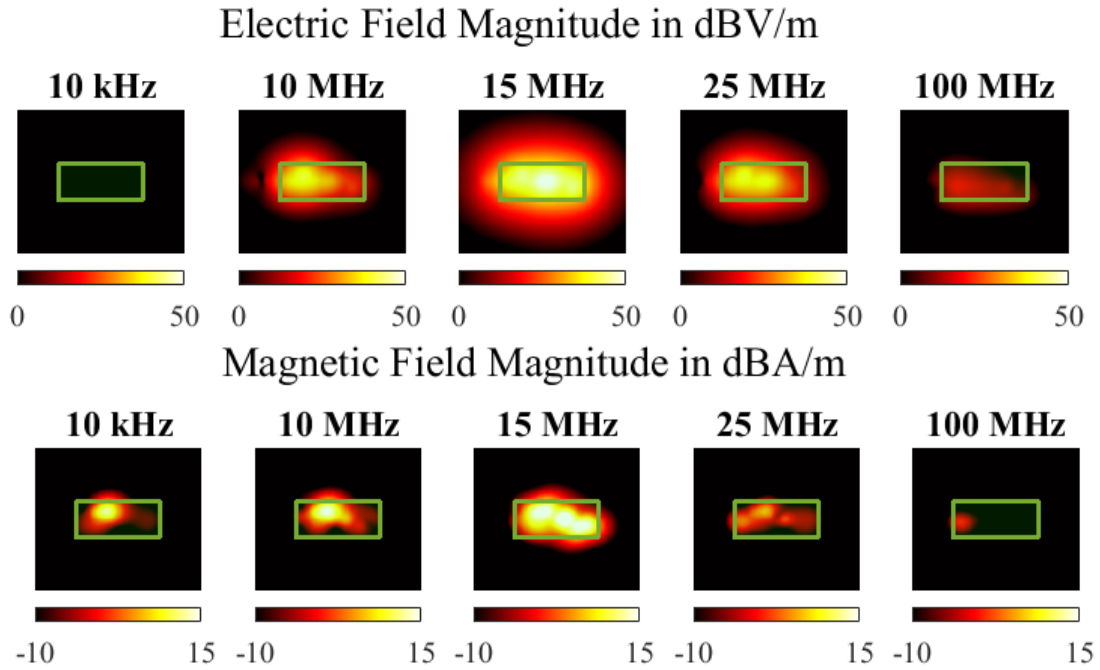 Electric Field Magnitude in dBV/m
10 kHz 10 MHz 15 MHz 25 MHz 100 MHz
0 50 0 50 0 50 0 50 0 50
Magnetic Field Magnitude in dBA/m
10 kHz 10 MHz 15 MHz 25 MHz 100 MHz
-10 15 -10 15 -10 15 -10 15 -10 15